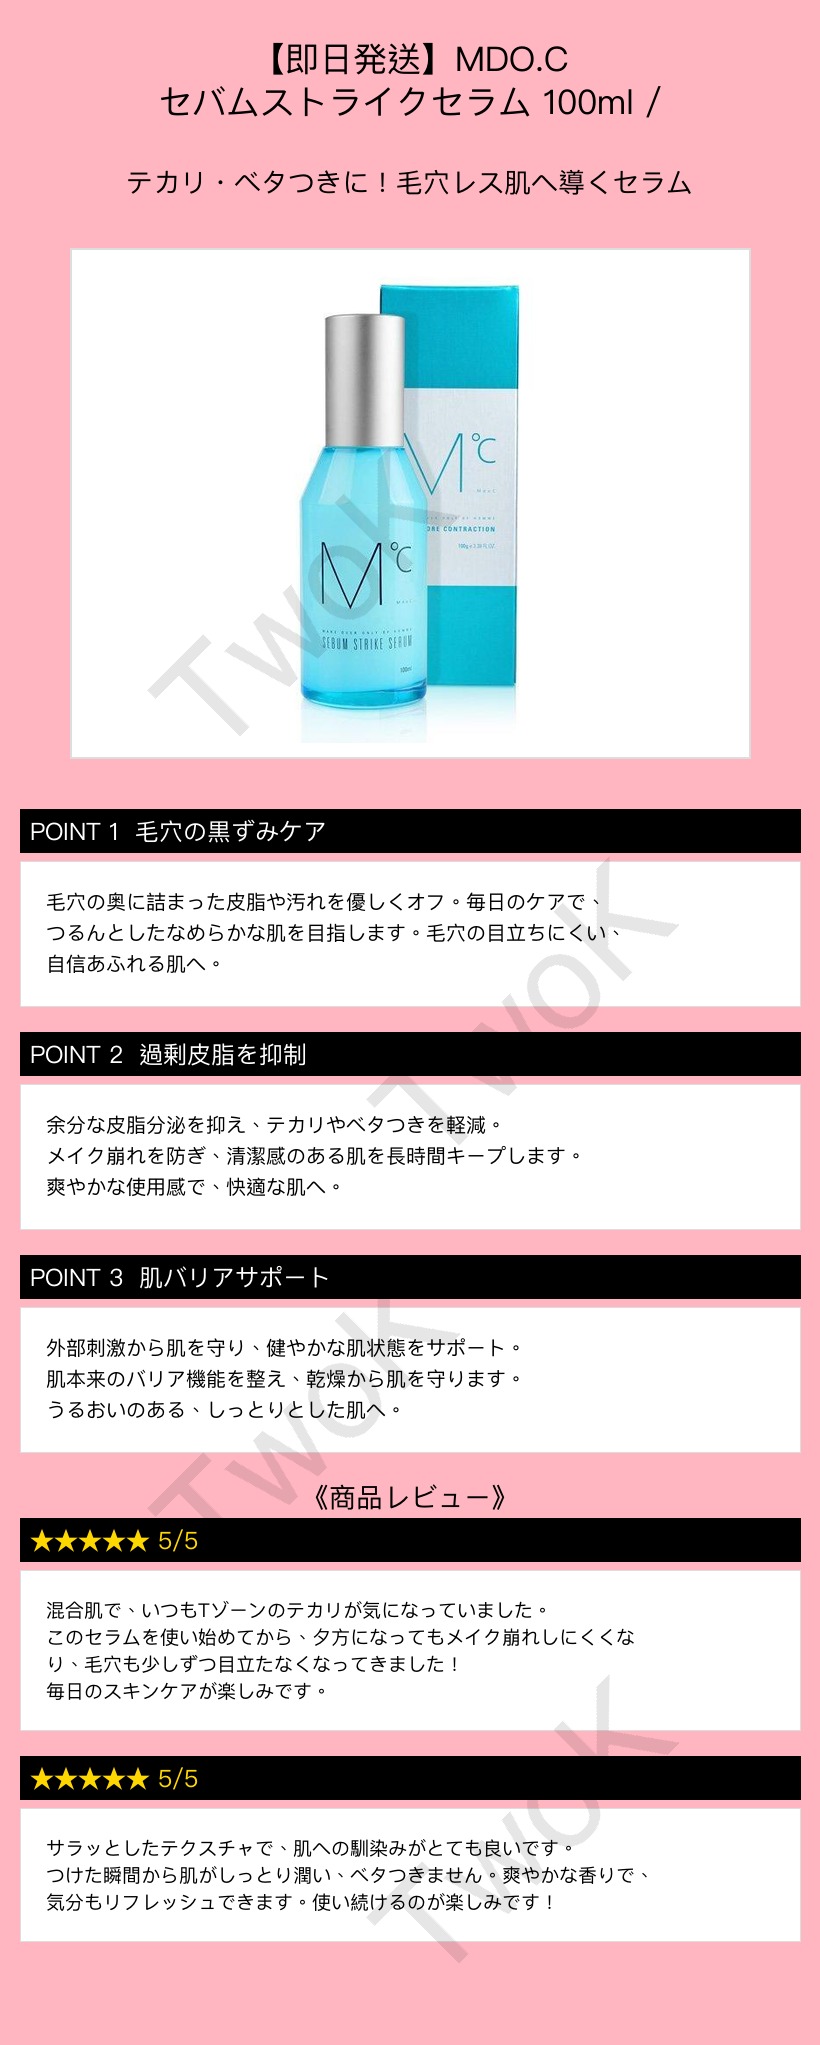 【即日発送】MDO.C
セバムストライクセラム 100ml /
テカリ・ベタつきに！毛穴レス肌へ導くセラム
M℃
CONTRACTION
M℃
MAKE OVER ONLY OF HOMME
SEBUM STRIKE SERUM
100ml
TwoK
POINT 1 毛穴の黒ずみケア
毛穴の奥に詰まった皮脂や汚れを優しくオフ。毎日のケアで、
つるんとしたなめらかな肌を目指します。毛穴の目立ちにくい、
自信あふれる肌へ。
TwoK
POINT 2 過剰皮脂を抑制
余分な皮脂分泌を抑え、テカリやベタつきを軽減。
メイク崩れを防ぎ、清潔感のある肌を長時間キープします。
爽やかな使用感で、快適な肌へ。
POINT 3 肌バリアサポート
外部刺激から肌を守り、健やかな肌状態をサポート。
肌本来のバリア機能を整え、乾燥から肌を守ります。
うるおいのある、しっとりとした肌へ。
TwoK
《商品レビュー》
★★★★★ 5/5
混合肌で、いつもTゾーンのテカリが気になっていました。
このセラムを使い始めてから、夕方になってもメイク崩れしにくくな
り、毛穴も少しずつ目立たなくなってきました！
毎日のスキンケアが楽しみです。
★★★★★ 5/5
サラッとしたテクスチャで、肌への馴染みがとても良いです。
つけた瞬間から肌がしっとり潤い、ベタつきません。爽やかな香りで、
気分もリフレッシュできます。使い続けるのが楽しみです！
TwoK